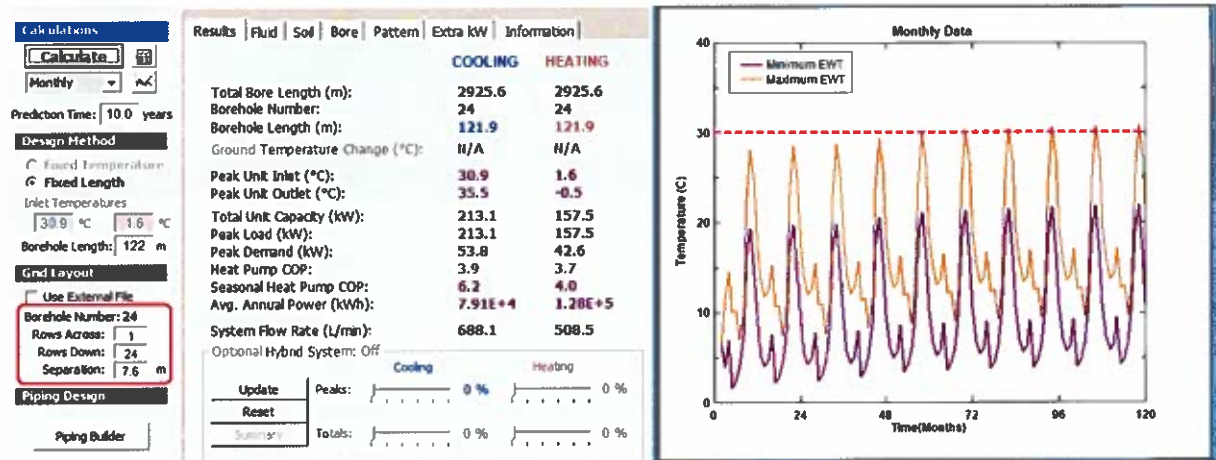 Calculations
Calculate
Monthly
Prediction Time: 10.0 years
Design Method
Fixed Temperature
Fixed Length
Inlet Temperatures
30.9 °C 1.6 °C
Borehole Length: 122 m
Grid Layout
Use External File
Borehole Number: 24
Rows Across: 1
Rows Down: 24
Separation: 7.6 m
Piping Design
Piping Builder
Results Fluid Soil Bore Pattern Extra kW Information
COOLING HEATING
Total Bore Length (m): 2925.6 2925.6
Borehole Number: 24 24
Borehole Length (m): 121.9 121.9
Ground Temperature Change (°C): N/A N/A
Peak Unit Inlet (°C): 30.9 1.6
Peak Unit Outlet (°C): 35.5 -0.5
Total Unit Capacity (kW): 213.1 157.5
Peak Load (kW): 213.1 157.5
Peak Demand (kW): 53.8 42.6
Heat Pump COP: 3.9 3.7
Seasonal Heat Pump COP: 6.2 4.0
Avg. Annual Power (kWh): 7.91E+4 1.28E+5
System Flow Rate (L/min): 688.1 508.5
Optional Hybrid System: Off
Cooling Heating
Update Peaks: 0 % 0 %
Reset
Summary Totals: 0 % 0 %
Monthly Data
Minimum EWT
Maximum EWT
40
30
20
10
0
Temperature (C)
0 24 48 72 96 120
Time(Months)